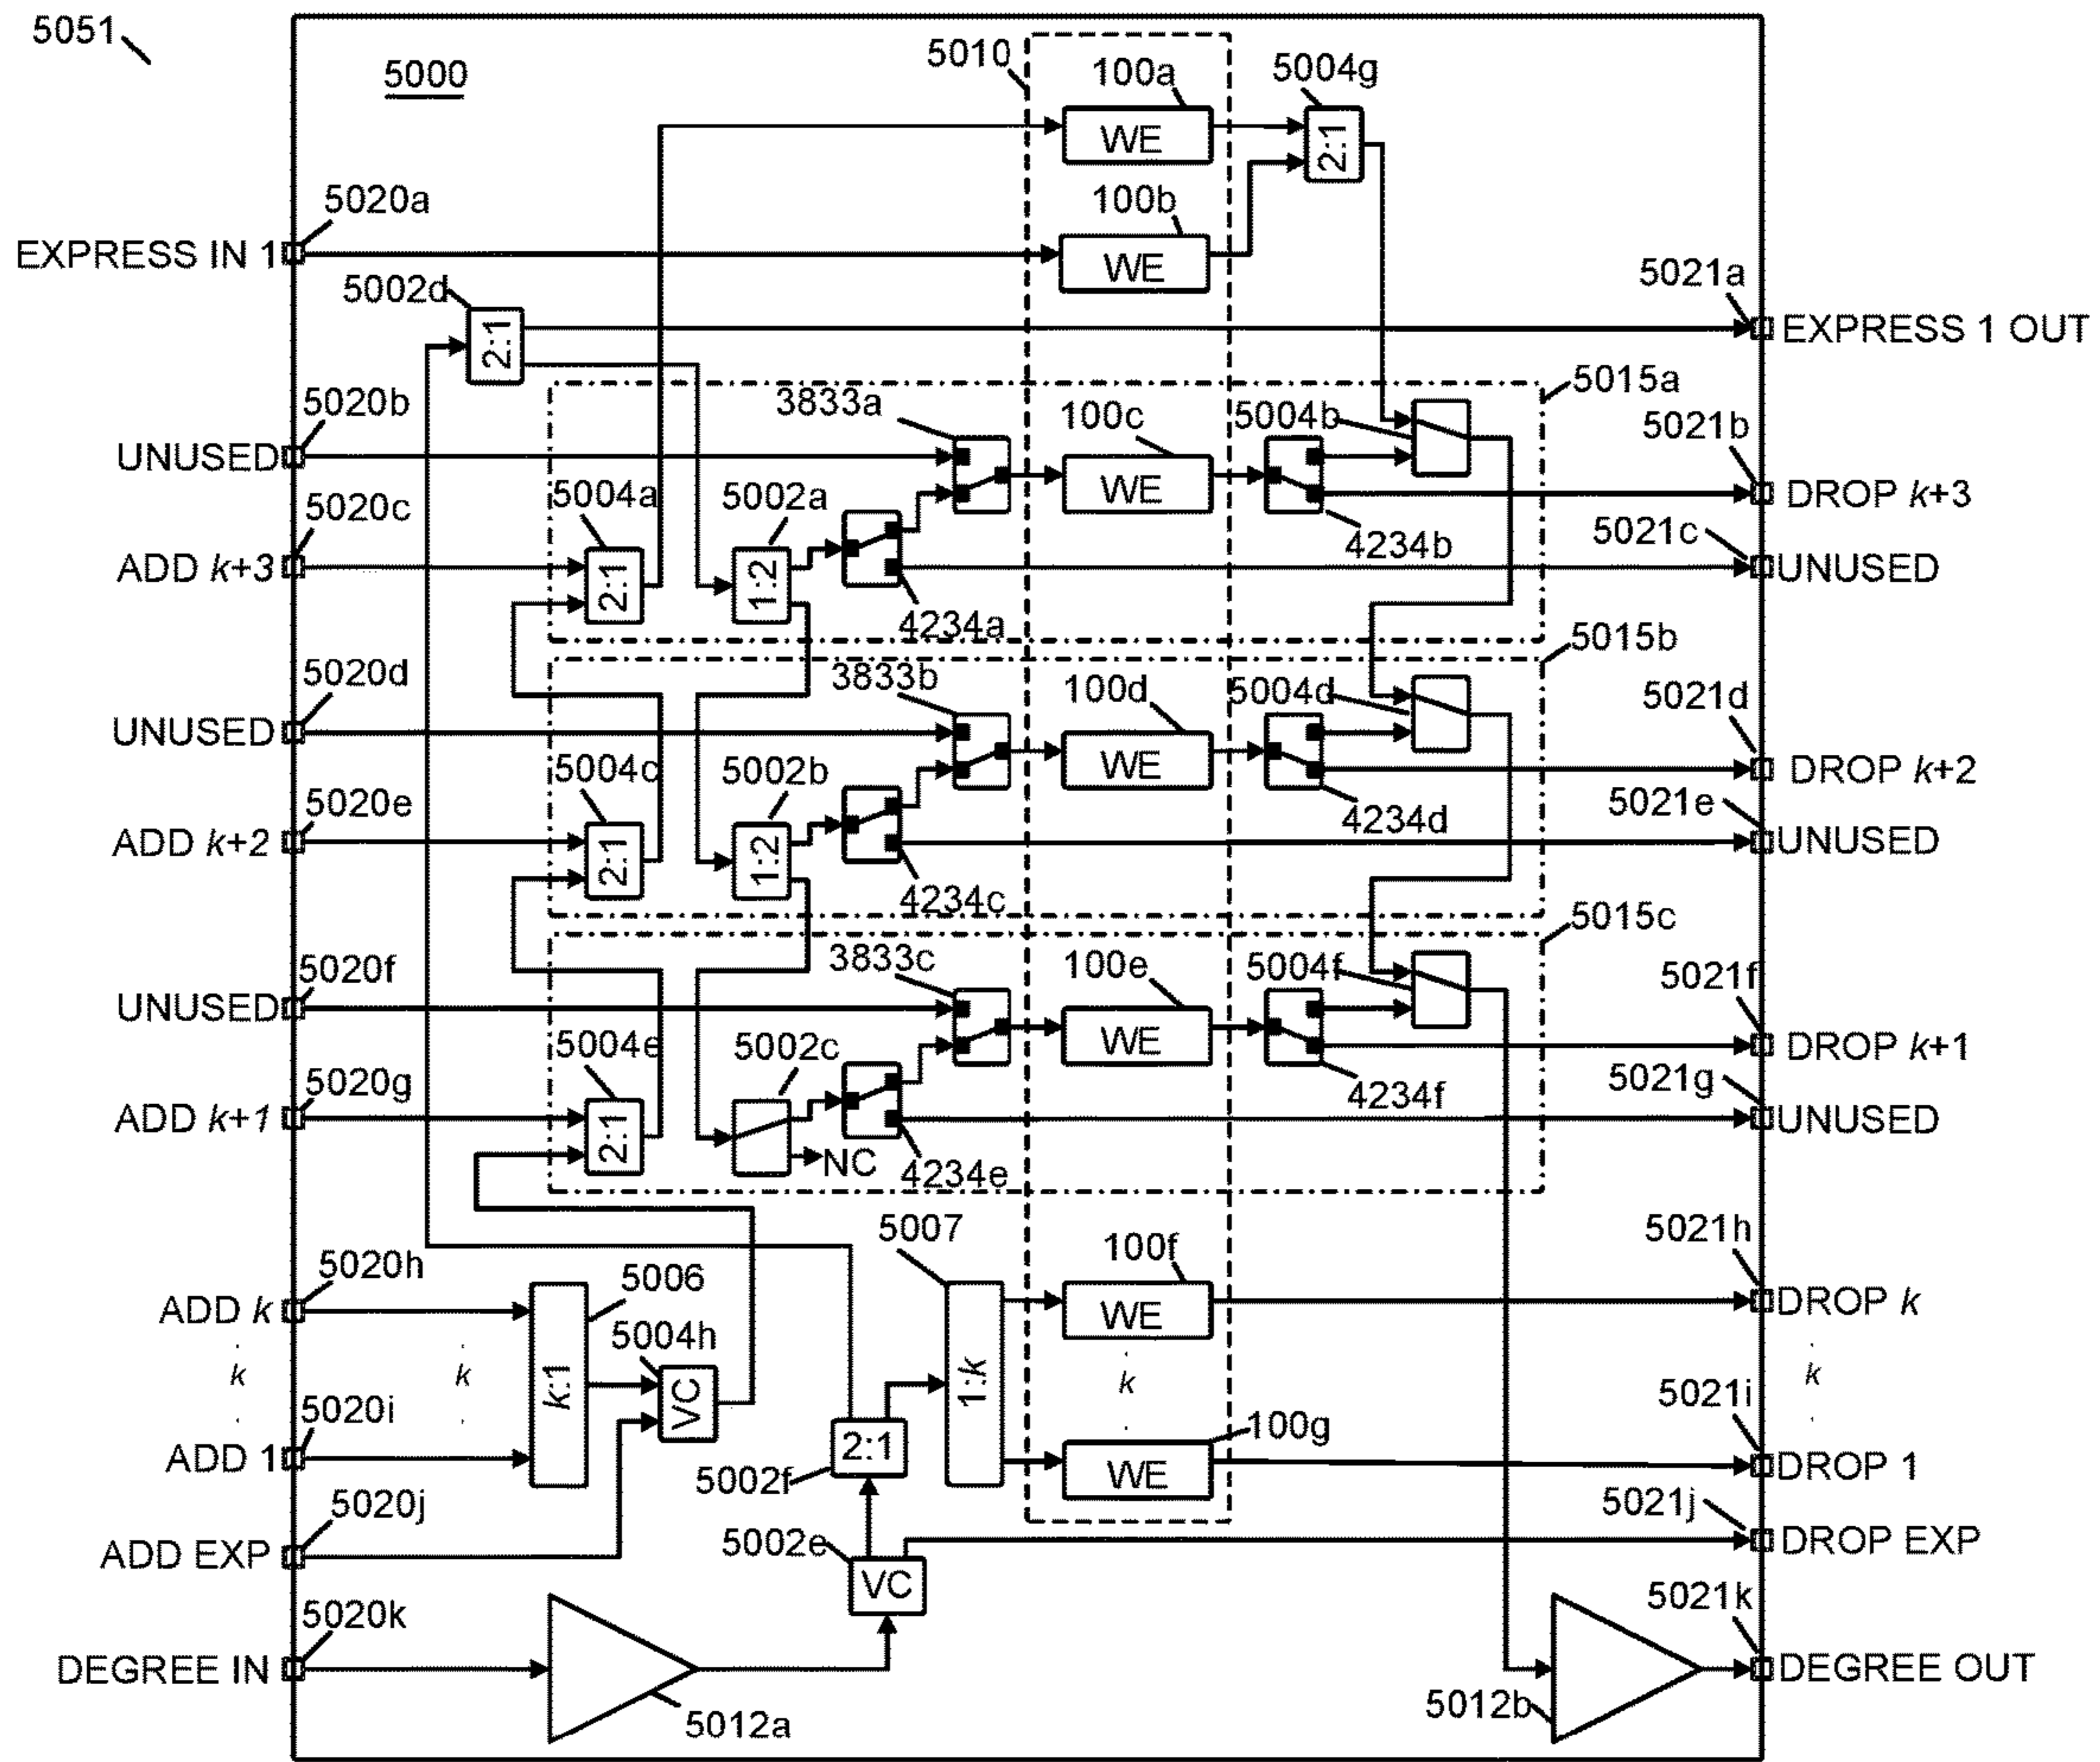 5051
5000
5010
100a
5004g
WE
2:1
5020a
100b
EXPRESS IN 1
WE
5002d
5021a
2:1
EXPRESS 1 OUT
5020b
3833a
100c
5004b
5015a
5021b
UNUSED
5004a
5002a
WE
DROP k+3
5020c
4234b
5021c
ADD k+3
2:1
1:2
UNUSED
4234a
5015b
5020d
3833b
100d
5004d
5021d
UNUSED
5004c
5002b
WE
DROP k+2
5020e
4234d
5021e
ADD k+2
2:1
1:2
UNUSED
4234c
5015c
5020f
3833c
100e
5004f
5021f
UNUSED
5004e
5002c
WE
DROP k+1
5020g
4234f
5021g
ADD k+1
2:1
NC
UNUSED
4234e
5007
5020h
5006
100f
5021h
ADD k
WE
DROP k
5004h
k
k
k:1
VC
1:k
k
k
5020i
5021i
100g
ADD 1
2:1
WE
DROP 1
5002f
5020j
5021j
5002e
ADD EXP
VC
DROP EXP
5020k
5021k
DEGREE IN
DEGREE OUT
5012a
5012b